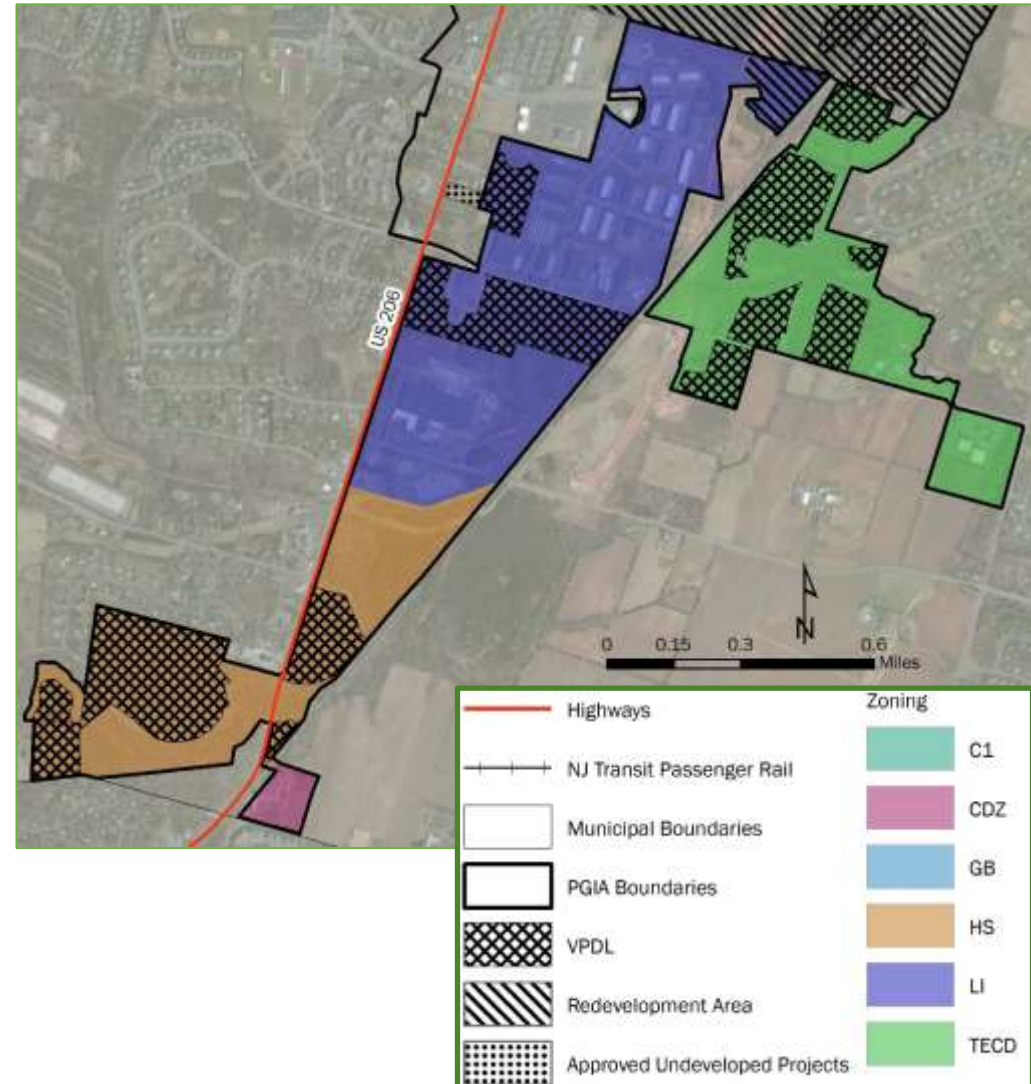 US 206
N
0 0.15 0.3 0.6
Miles
Highways
NJ Transit Passenger Rail
Municipal Boundaries
PGIA Boundaries
VPDL
Redevelopment Area
Approved Undeveloped Projects
Zoning
C1
CDZ
GB
HS
LI
TECD